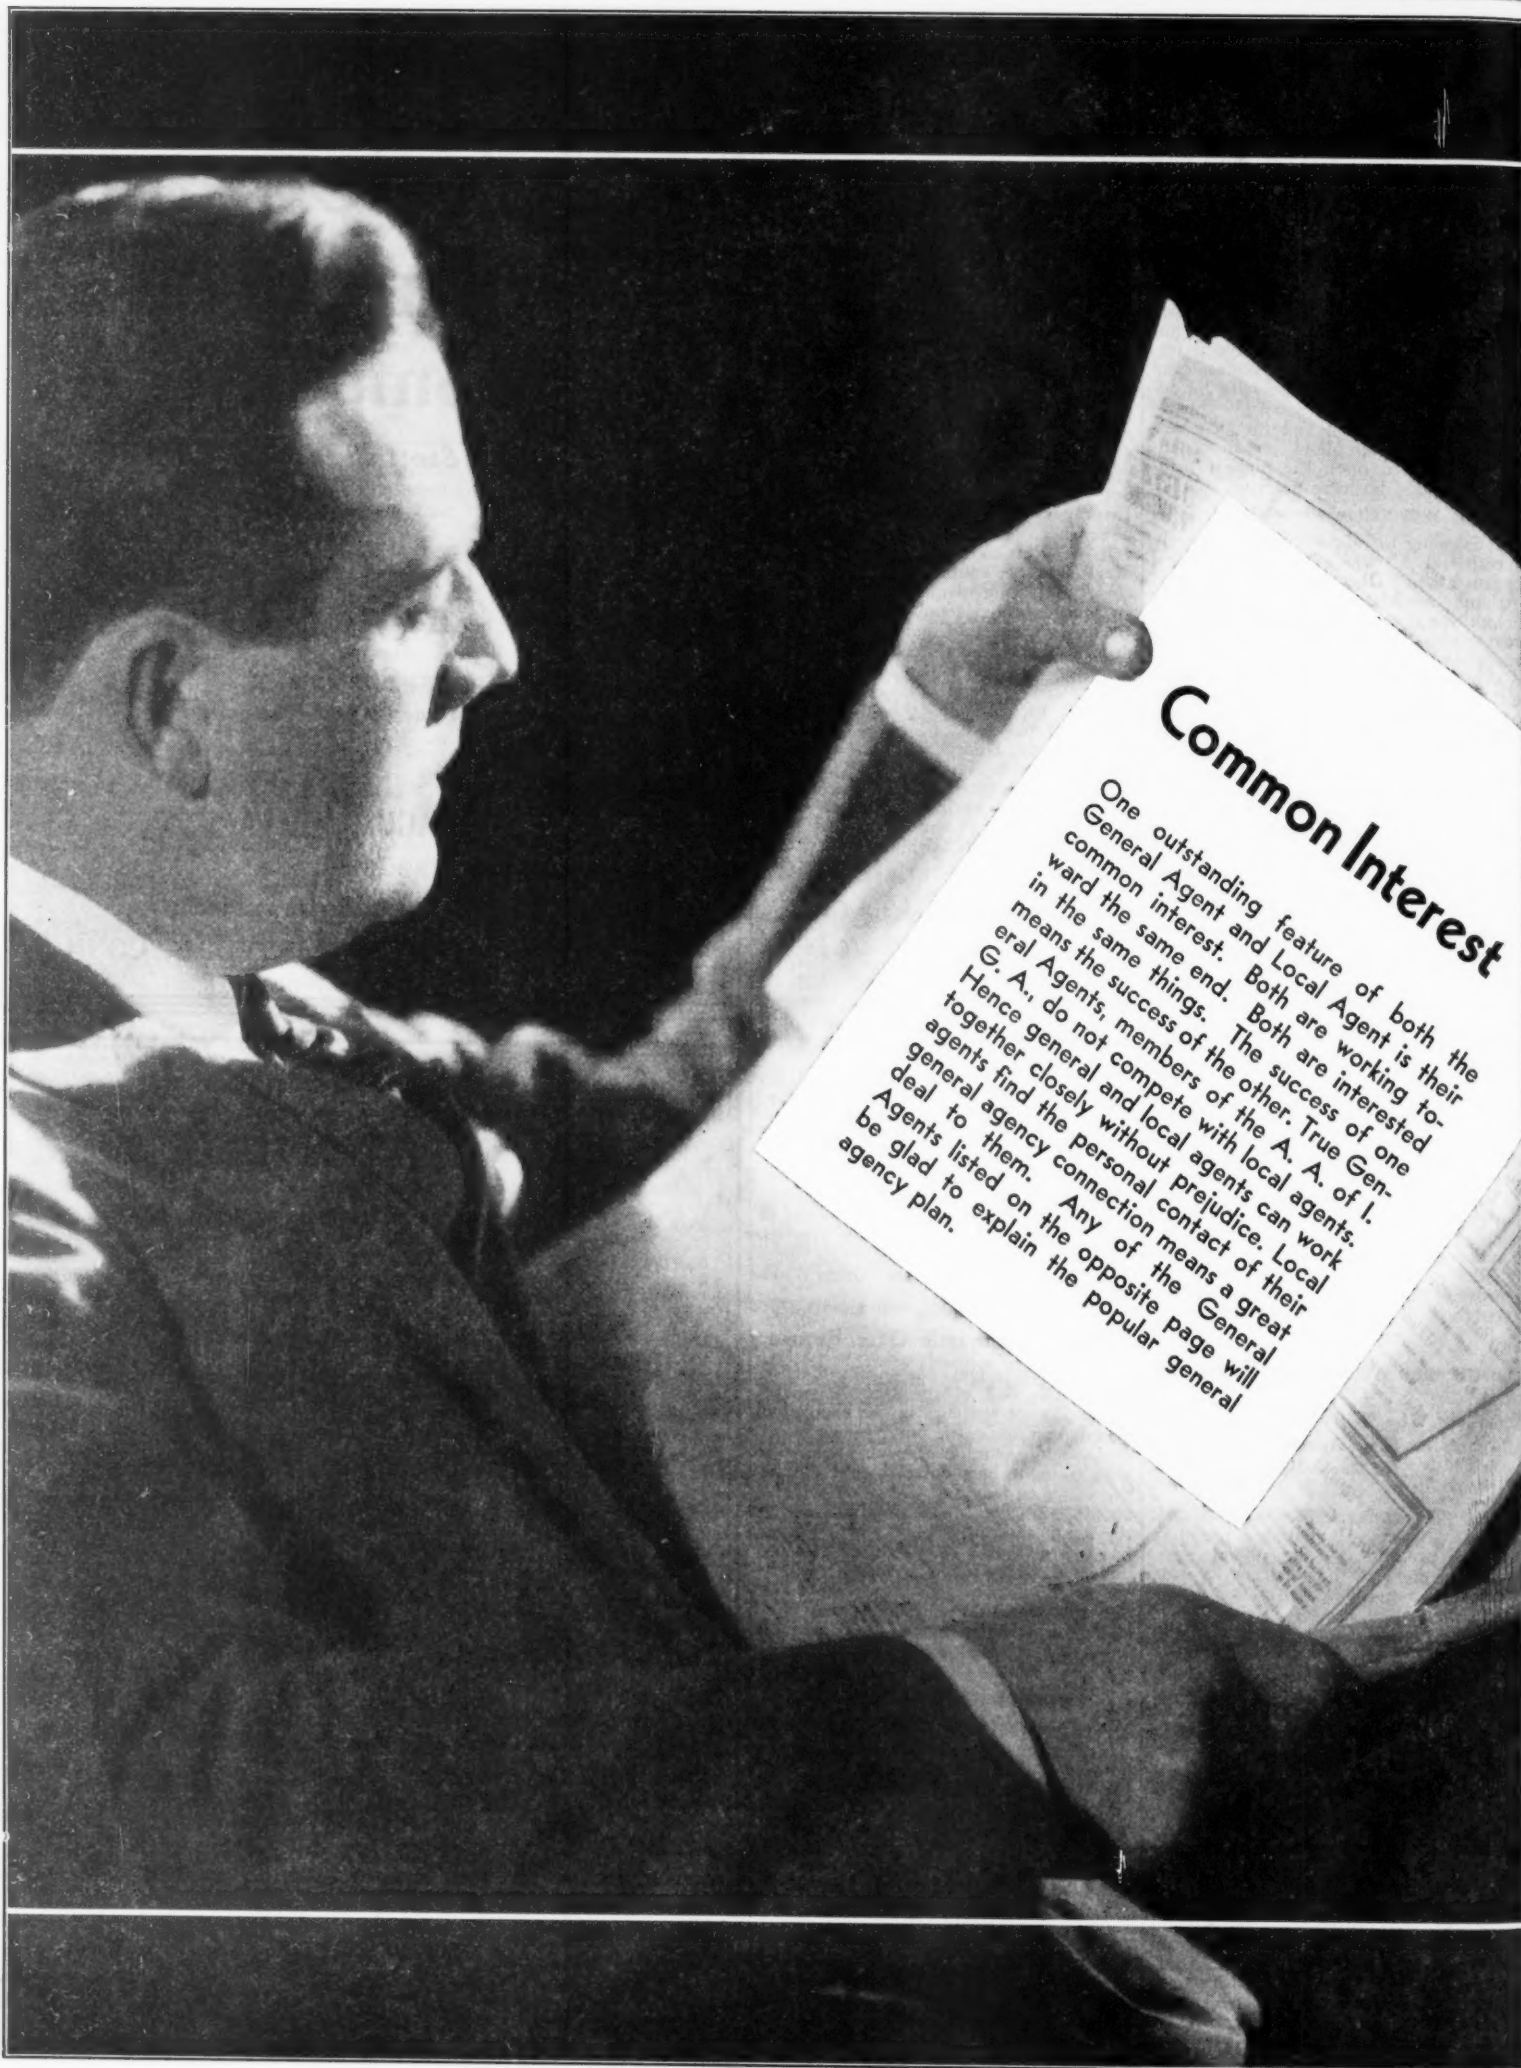 Common Interest
One outstanding feature of both the
General Agent and Local Agent is their
common interest. Both are working to-
ward the same end. Both are interested
in the same things. The success of one
means the success of the other. True Gen-
eral Agents, members of the A. A. of I.
G. A., do not compete with local agents.
Hence general and local agents can work
together closely without prejudice. Local
agents find the personal contact of their
general agency connection means a great
deal to them. Any of the General
Agents listed on the opposite page will
be glad to explain the popular general
agency plan.